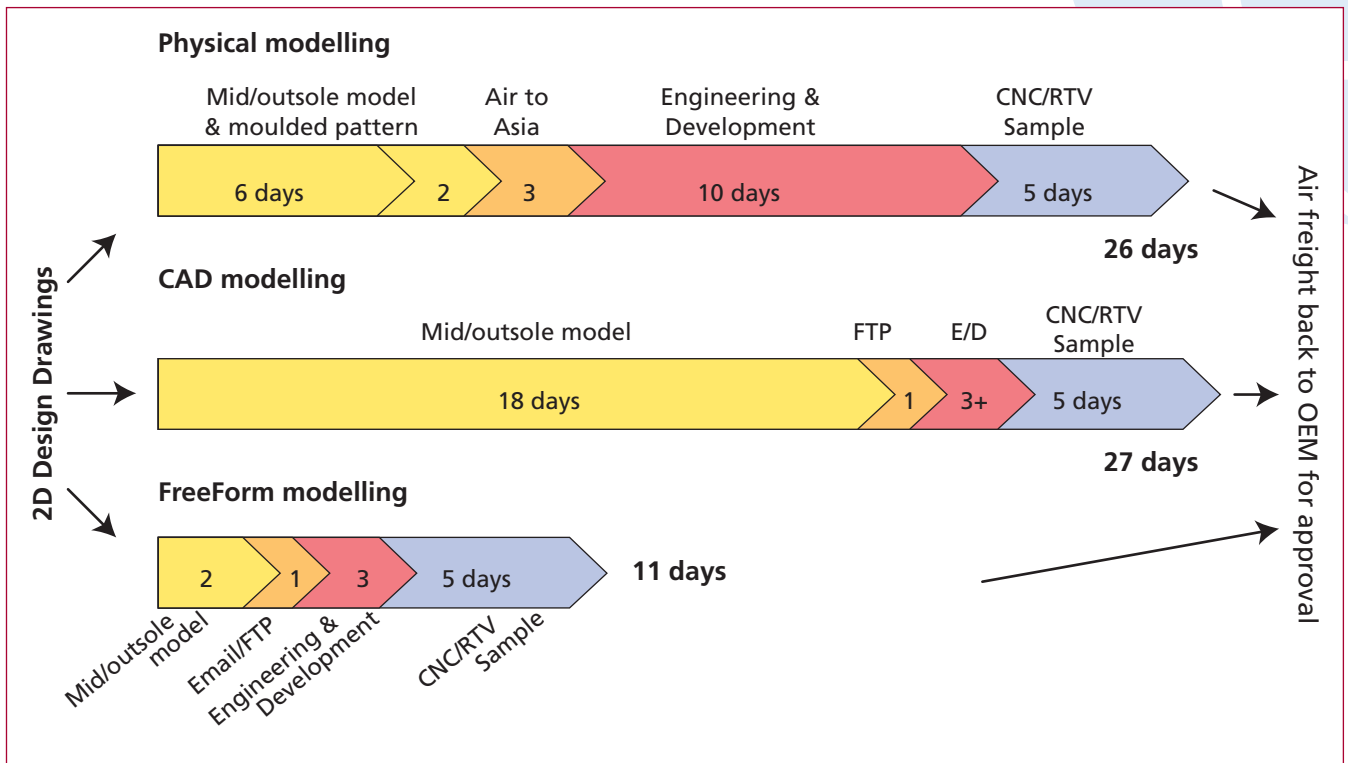 Physical modelling
Mid/outsole model
& moulded pattern
Air to
Asia
Engineering &
Development
CNC/RTV
Sample
6 days
2
3
10 days
5 days
26 days
2D Design Drawings
CAD modelling
Mid/outsole model
FTP
E/D
CNC/RTV
Sample
18 days
1
3+
5 days
27 days
FreeForm modelling
2
1
3
5 days
11 days
Mid/outsole
model
Email/FTP
Engineering &
Development
CNC/RTV
Sample
Air freight back to OEM for approval